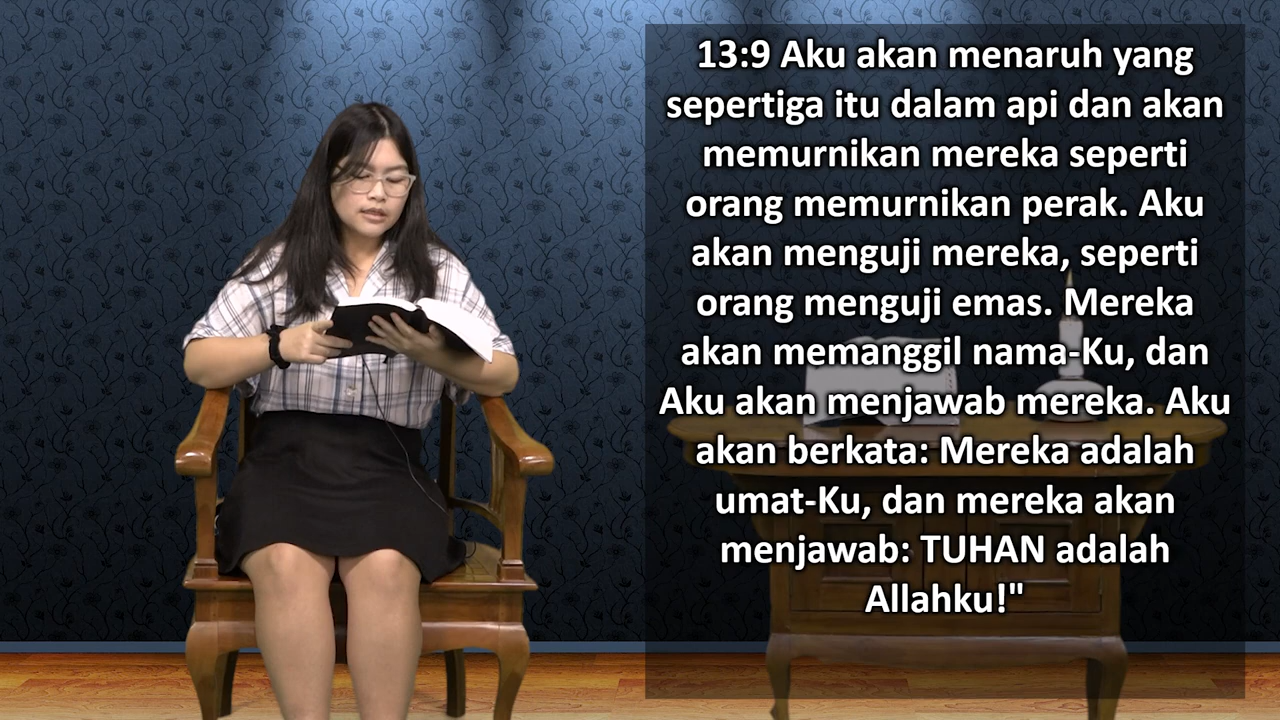 13:9 Aku akan menaruh yang
sepertiga itu dalam api dan akan
memurnikan mereka seperti
orang memurnikan perak. Aku
akan menguji mereka, seperti
orang menguji emas. Mereka
akan memanggil nama-Ku, dan
Aku akan menjawab mereka. Aku
akan berkata: Mereka adalah
umat-Ku, dan mereka akan
menjawab: TUHAN adalah
Allahku!"